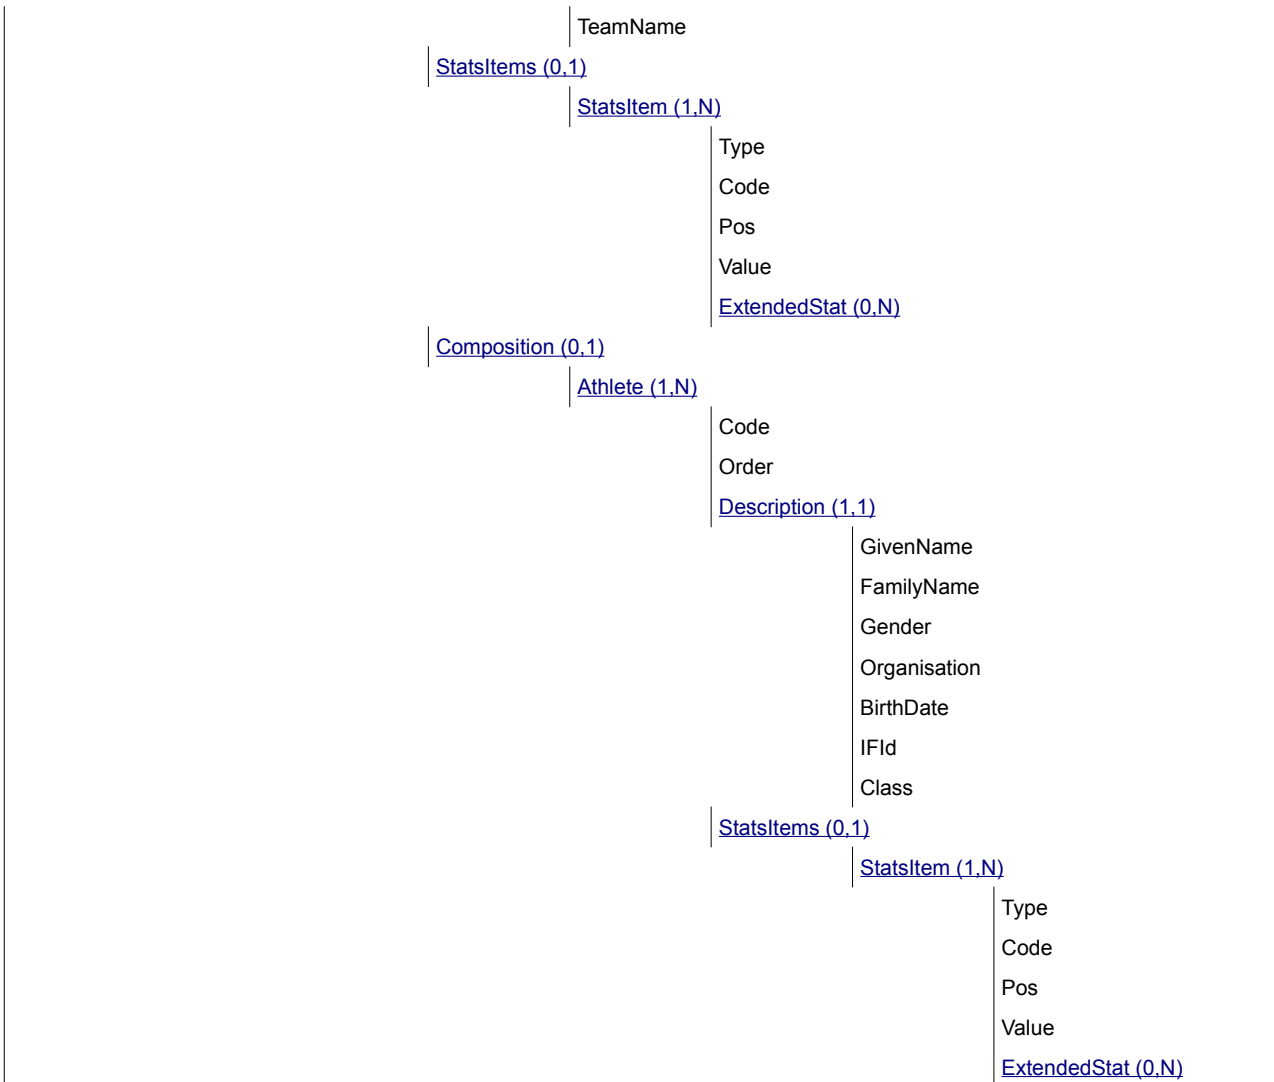 TeamName
StatsItems (0,1)
StatsItem (1,N)
Type
Code
Pos
Value
ExtendedStat (0,N)
Composition (0,1)
Athlete (1,N)
Code
Order
Description (1,1)
GivenName
FamilyName
Gender
Organisation
BirthDate
IFId
Class
StatsItems (0,1)
StatsItem (1,N)
Type
Code
Pos
Value
ExtendedStat (0,N)